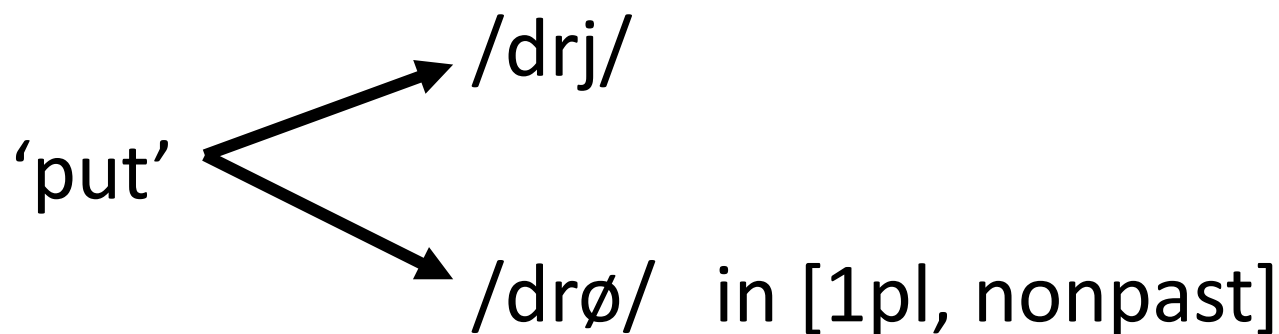 /drj/
‘put’
/drø/ in [1pl, nonpast]